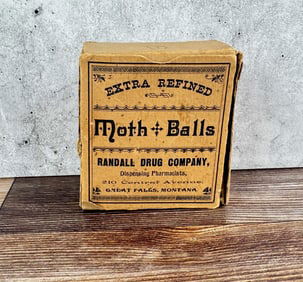 EXTRA REFINED
Moth Balls
RANDALL DRUG COMPANY,
Dispensing Pharmacists,
210 Central Avenue
GREAT FALLS, MONTANA